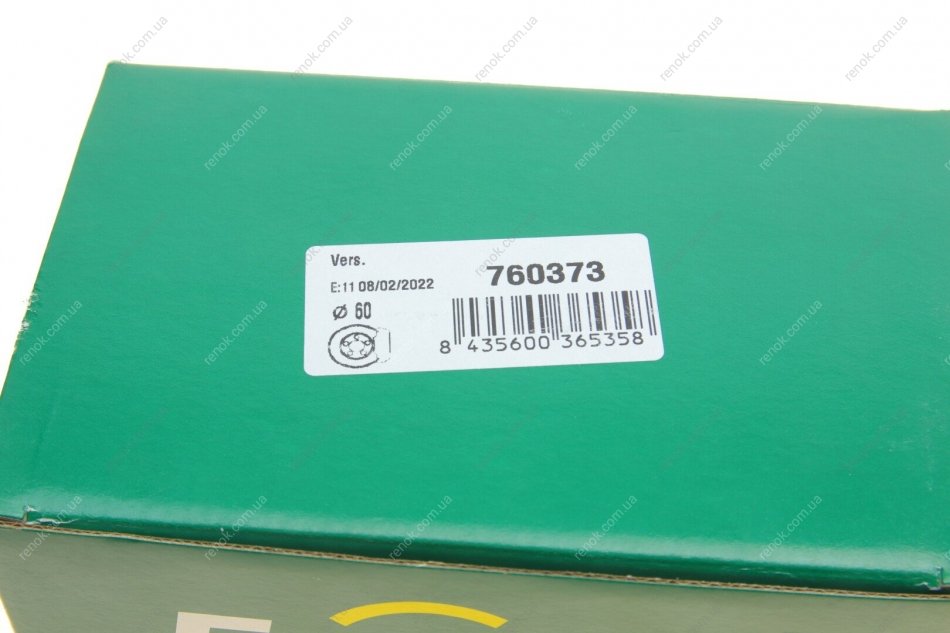 Vers.
760373
E:11 08/02/2022
Ø 60
8 435600 365358
renok.com.ua